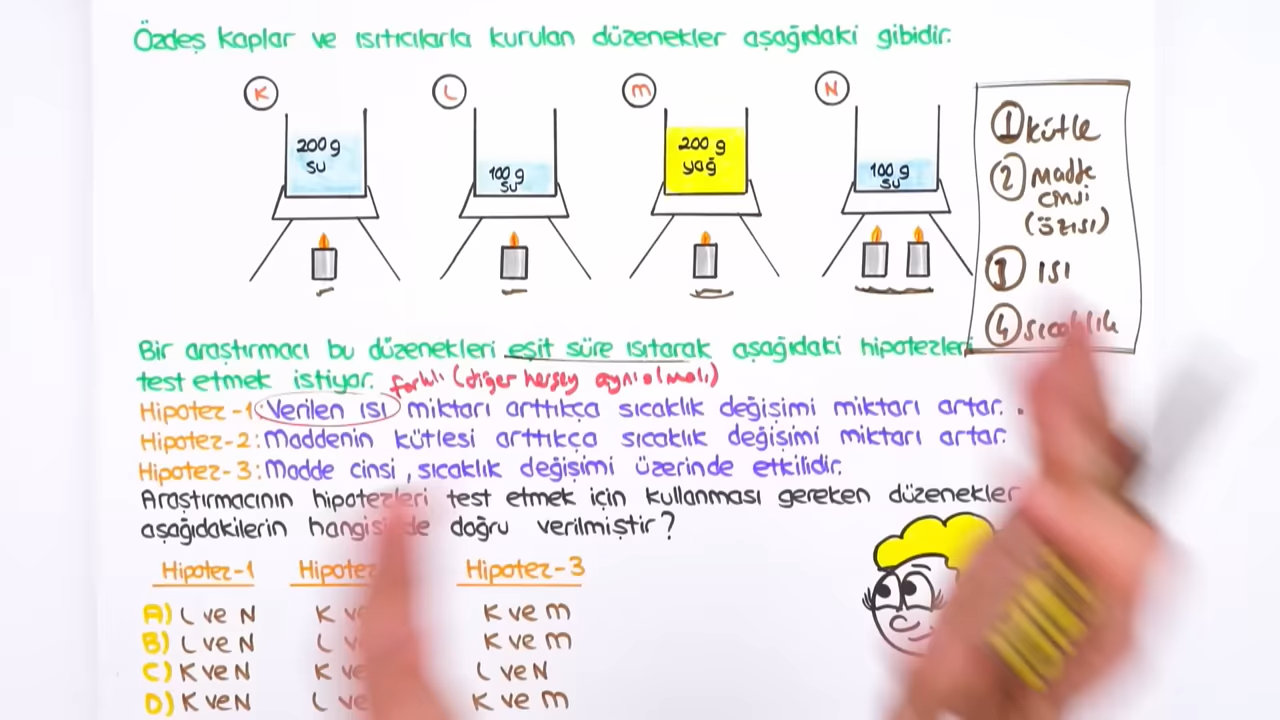 Özdeş kaplar ve ısıtıcılarla kurulan düzenekler aşağıdaki gibidir.
K
L
M
N
200 g
su
100 g
su
200 g
yağ
100 g
su
① kütle
② madde
cinsi
(özısı)
③ ısı
④ sıcaklık
Bir araştırmacı bu düzenekleri eşit süre ısıtarak aşağıdaki hipotezleri
test etmek istiyor. farklı (diğer herşey aynı olmalı)
Hipotez-1: Verilen ısı miktarı arttıkça sıcaklık değişimi miktarı artar.
Hipotez-2: Maddenin kütlesi arttıkça sıcaklık değişimi miktarı artar.
Hipotez-3: Madde cinsi, sıcaklık değişimi üzerinde etkilidir.
Araştırmacının hipotezleri test etmek için kullanması gereken düzenekler
aşağıdakilerin doğru verilmiştir?
Hipotez-1 Hipotez-3
A) L ve N K K ve M
B) L ve N L K ve M
C) K ve N K L ve N
D) K ve N L K ve M